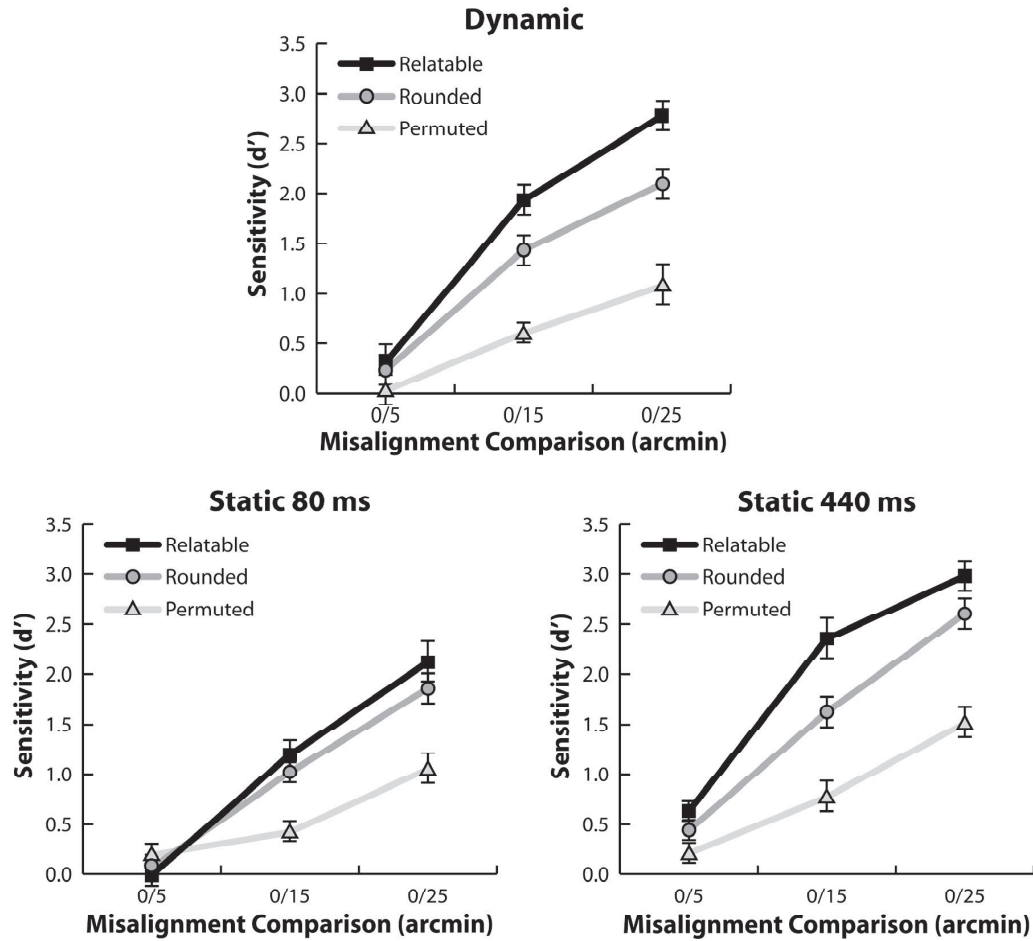 Dynamic
3.5
3.0
2.5
2.0
1.5
1.0
0.5
0.0
Sensitivity (d’)
Relatable
Rounded
Permuted
0/5 0/15 0/25
Misalignment Comparison (arcmin)
Static 80 ms
3.5
3.0
2.5
2.0
1.5
1.0
0.5
0.0
Sensitivity (d’)
Relatable
Rounded
Permuted
0/5 0/15 0/25
Misalignment Comparison (arcmin)
Static 440 ms
3.5
3.0
2.5
2.0
1.5
1.0
0.5
0.0
Sensitivity (d’)
Relatable
Rounded
Permuted
0/5 0/15 0/25
Misalignment Comparison (arcmin)